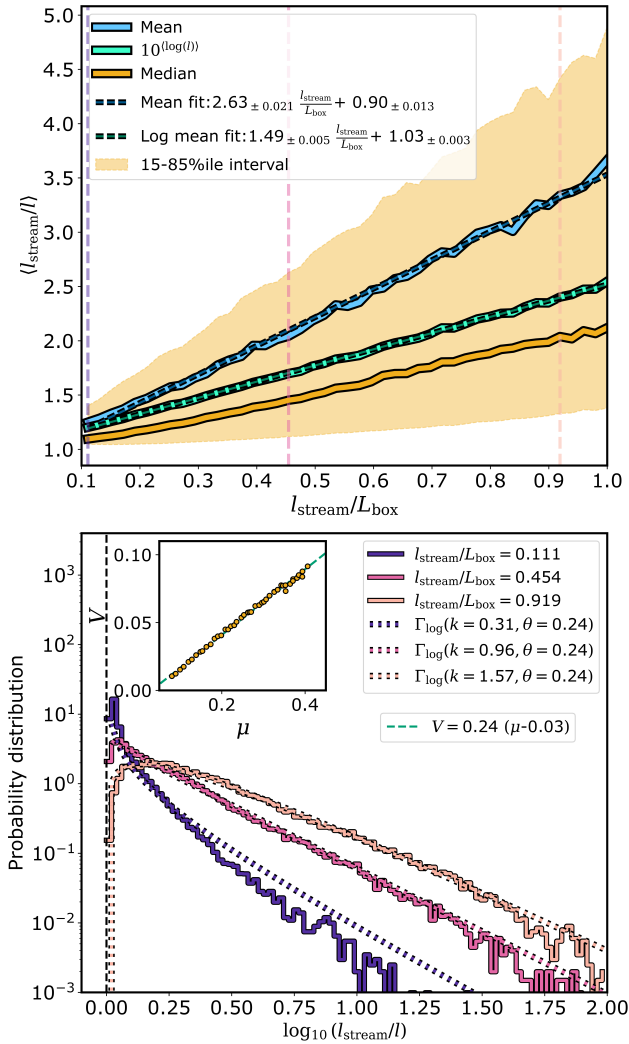 5.0
4.5
4.0
3.5
3.0
2.5
2.0
1.5
1.0
⟨l_stream/l⟩
Mean
10^⟨log(l)⟩
Median
Mean fit:2.63 ± 0.021 l_stream/L_box + 0.90 ± 0.013
Log mean fit:1.49 ± 0.005 l_stream/L_box + 1.03 ± 0.003
15-85%ile interval
0.1 0.2 0.3 0.4 0.5 0.6 0.7 0.8 0.9 1.0
l_stream/L_box
Probability distribution
10^3
10^2
10^1
10^0
10^−1
10^−2
10^−3
V
0.10
0.05
0.00
0.2 0.4
μ
l_stream/L_box = 0.111
l_stream/L_box = 0.454
l_stream/L_box = 0.919
Γ_log(k = 0.31, θ = 0.24)
Γ_log(k = 0.96, θ = 0.24)
Γ_log(k = 1.57, θ = 0.24)
V = 0.24 (μ-0.03)
0.00 0.25 0.50 0.75 1.00 1.25 1.50 1.75 2.00
log_10 (l_stream/l)